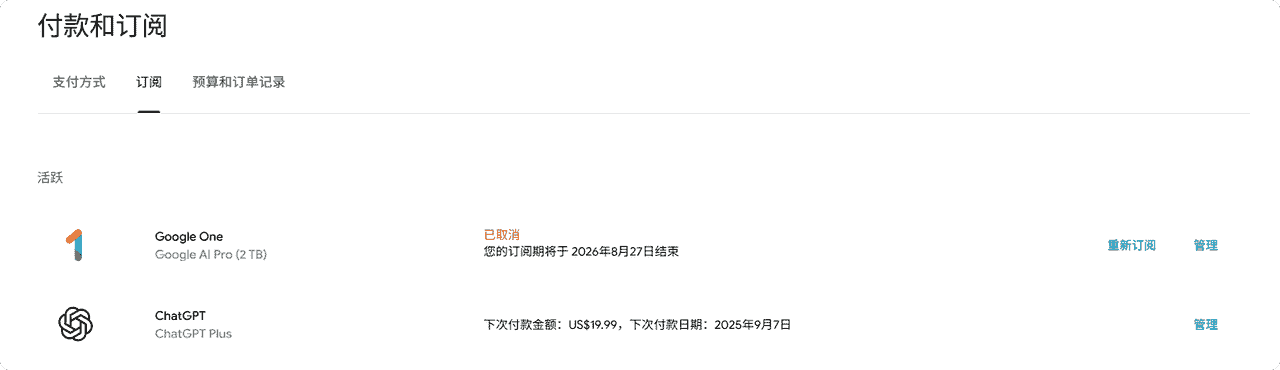 付款和订阅
支付方式
订阅
预算和订单记录
活跃
Google One
Google AI Pro (2 TB)
已取消
您的订阅期将于 2026年8月27日结束
重新订阅
管理
ChatGPT
ChatGPT Plus
下次付款金额：US$19.99，下次付款日期：2025年9月7日
管理